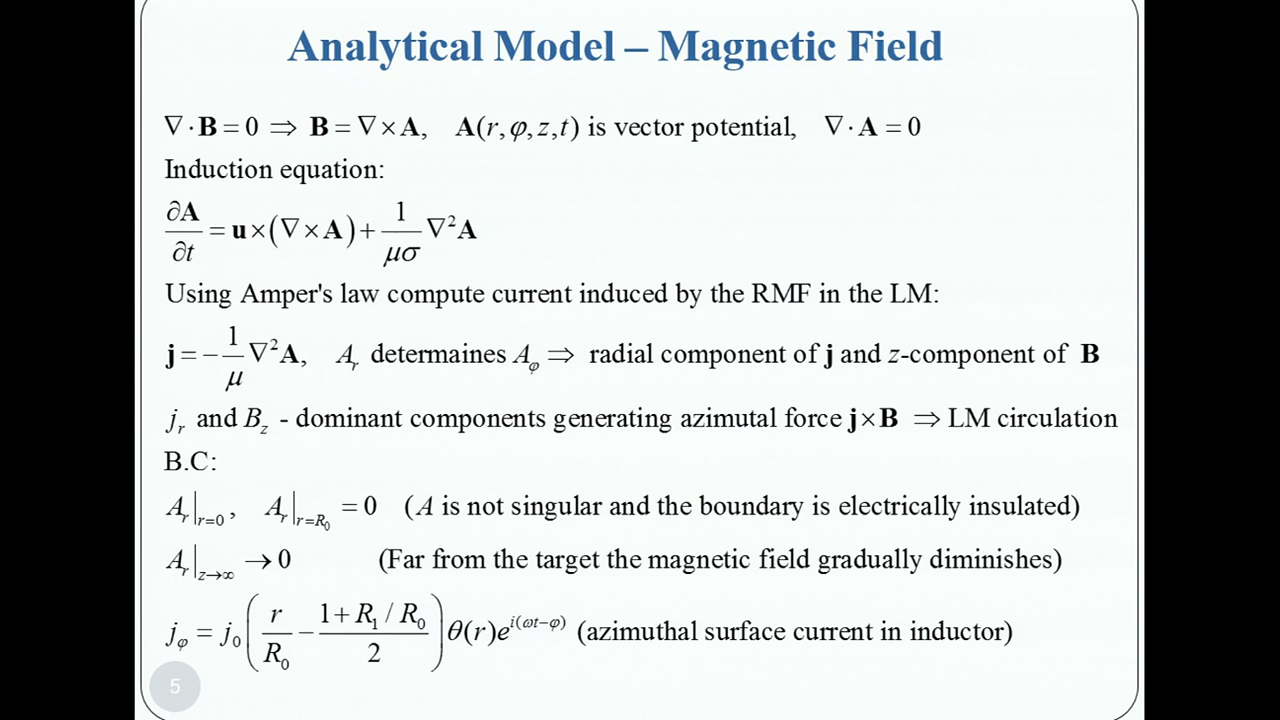 Analytical Model – Magnetic Field
∇·B = 0 ⇒ B = ∇×A, A(r,φ,z,t) is vector potential, ∇·A = 0
Induction equation:
∂A/∂t = u×(∇×A) + 1/μσ ∇²A
Using Amper's law compute current induced by the RMF in the LM:
j = −1/μ ∇²A, A_r determaines A_φ ⇒ radial component of j and z-component of B
j_r and B_z - dominant components generating azimutal force j×B ⇒ LM circulation
B.C:
A_r|_{r=0}, A_r|_{r=R_0} = 0 (A is not singular and the boundary is electrically insulated)
A_r|_{z→∞} → 0 (Far from the target the magnetic field gradually diminishes)
j_φ = j_0 (r/R_0 − (1+R_1/R_0)/2) θ(r)e^{i(ωt−φ)} (azimuthal surface current in inductor)
5